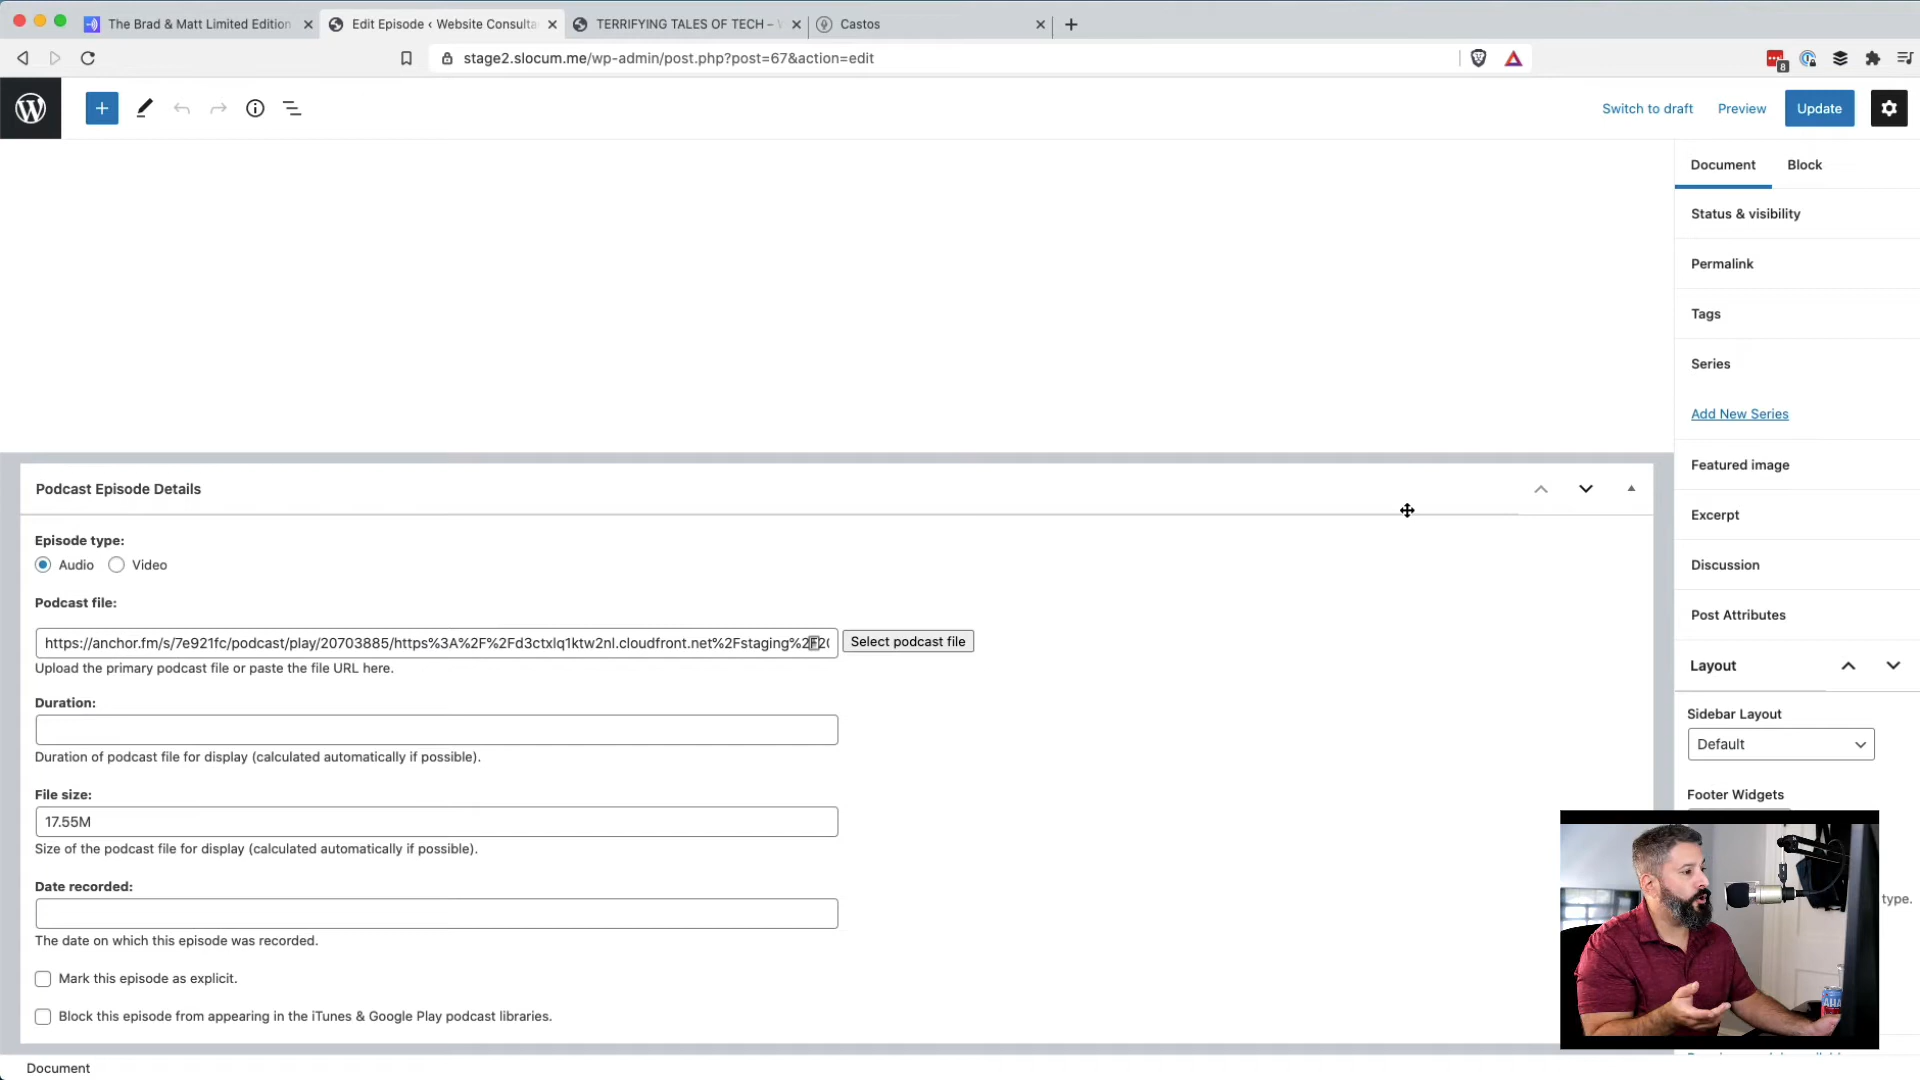 The Brad & Matt Limited Edition
Edit Episode ‹ Website Consulta
TERRIFYING TALES OF TECH –
Castos
stage2.slocum.me/wp-admin/post.php?post=67&action=edit
8
Switch to draft
Preview
Update
Document
Block
Status & visibility
Permalink
Tags
Series
Add New Series
Featured image
Podcast Episode Details
Excerpt
Episode type:
Audio
Video
Discussion
Podcast file:
Post Attributes
https://anchor.fm/s/7e921fc/podcast/play/20703885/https%3A%2F%2Fd3ctxlq1ktw2nl.cloudfront.net%2Fstaging%2F20
Select podcast file
Upload the primary podcast file or paste the file URL here.
Layout
Duration:
Sidebar Layout
Default
Duration of podcast file for display (calculated automatically if possible).
File size:
Footer Widgets
17.55M
Size of the podcast file for display (calculated automatically if possible).
Date recorded:
type.
The date on which this episode was recorded.
Mark this episode as explicit.
Block this episode from appearing in the iTunes & Google Play podcast libraries.
Document